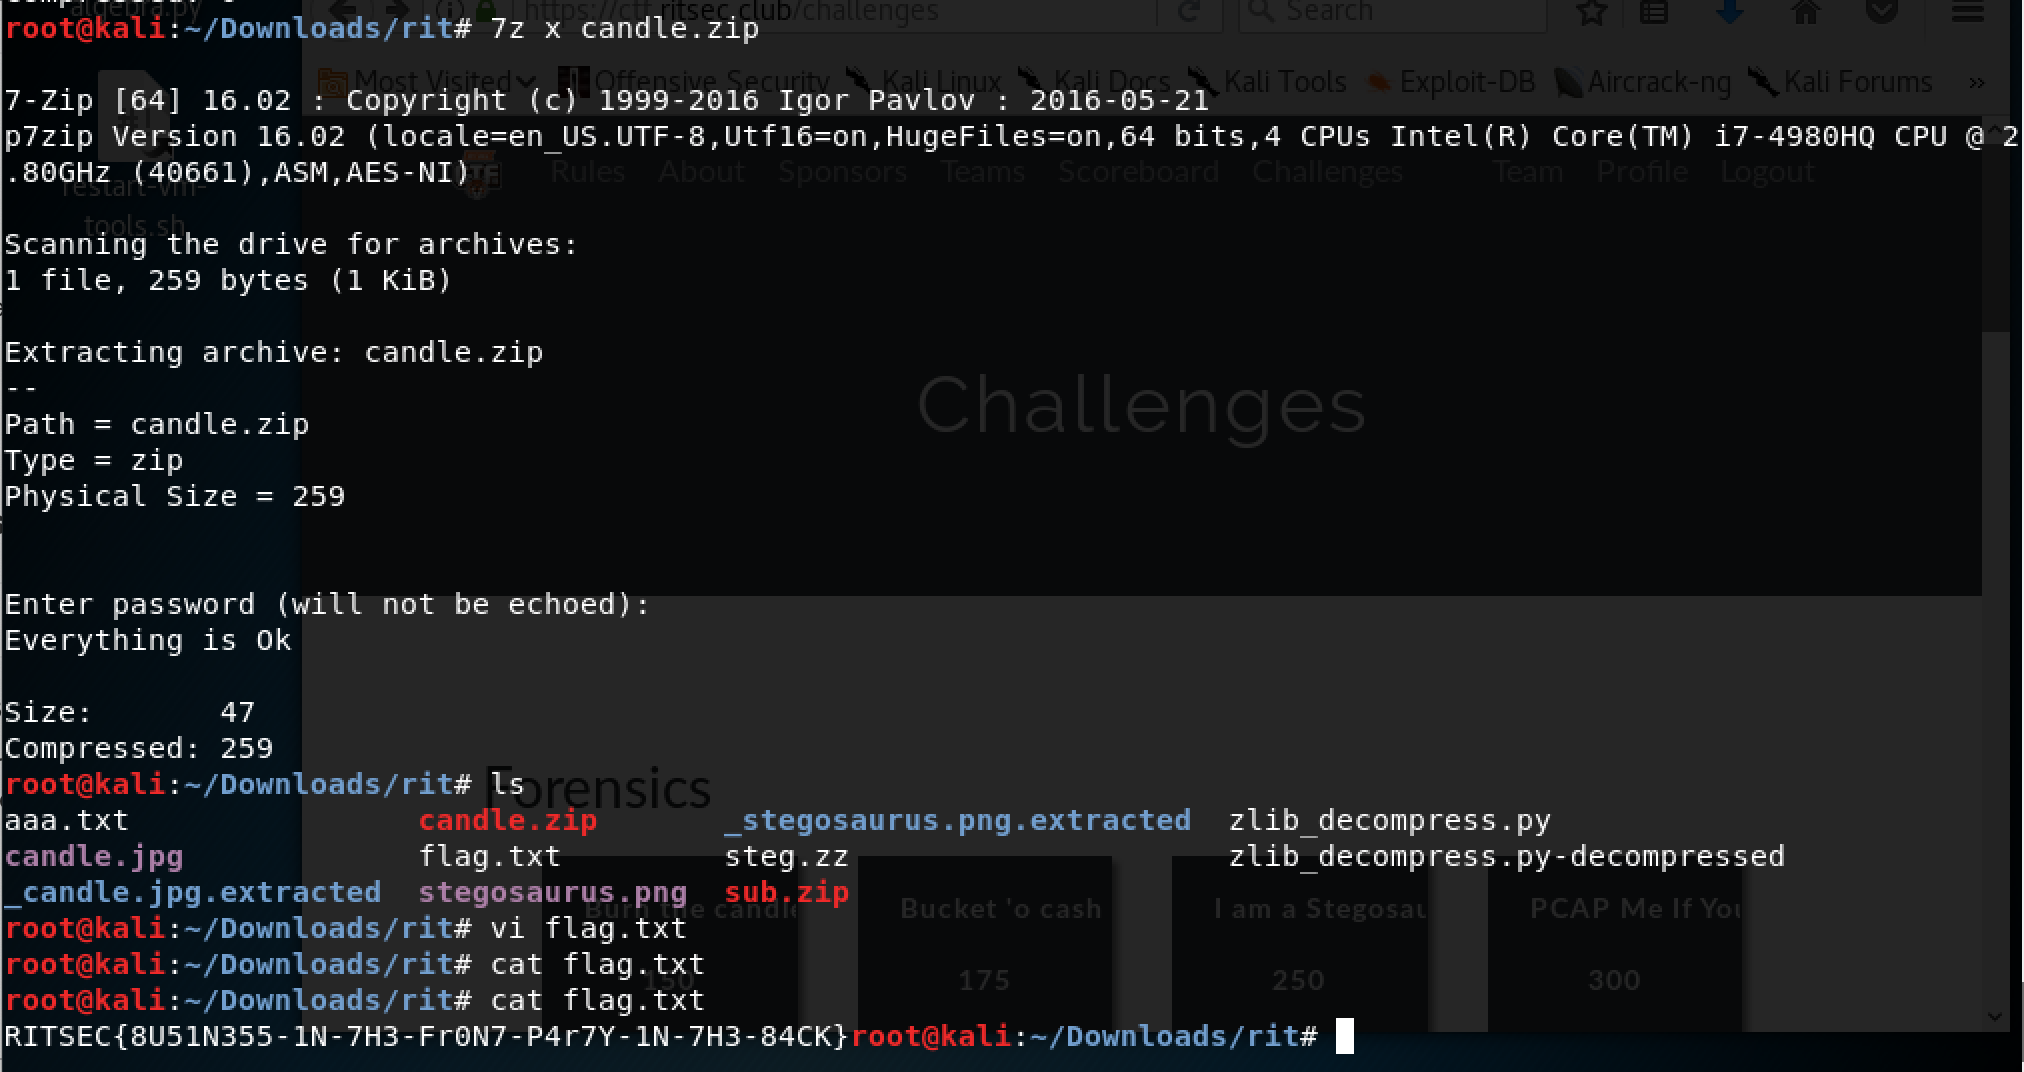 algebra.py
https://ctf.ritsec.club/challenges
Search
root@kali:~/Downloads/rit# 7z x candle.zip
Most Visited Offensive Security Kali Linux Kali Docs Kali Tools Exploit-DB Aircrack-ng Kali Forums »
7-Zip [64] 16.02 : Copyright (c) 1999-2016 Igor Pavlov : 2016-05-21
p7zip Version 16.02 (locale=en_US.UTF-8,Utf16=on,HugeFiles=on,64 bits,4 CPUs Intel(R) Core(TM) i7-4980HQ CPU @ 2
.80GHz (40661),ASM,AES-NI)
CTF Rules About Sponsors Teams Scoreboard Challenges Team Profile Logout
restart-vm-
tools.sh
Scanning the drive for archives:
1 file, 259 bytes (1 KiB)
Extracting archive: candle.zip
--
Challenges
Path = candle.zip
Type = zip
Physical Size = 259
Enter password (will not be echoed):
Everything is Ok
Size: 47
Compressed: 259
root@kali:~/Downloads/rit# ls
Forensics
aaa.txt candle.zip _stegosaurus.png.extracted zlib_decompress.py
candle.jpg flag.txt steg.zz zlib_decompress.py-decompressed
_candle.jpg.extracted stegosaurus.png sub.zip
Burn the candle Bucket 'o cash I am a Stegosau PCAP Me If You
root@kali:~/Downloads/rit# vi flag.txt
root@kali:~/Downloads/rit# cat flag.txt
150 175 250 300
root@kali:~/Downloads/rit# cat flag.txt
RITSEC{8U51N355-1N-7H3-Fr0N7-P4r7Y-1N-7H3-84CK}root@kali:~/Downloads/rit#